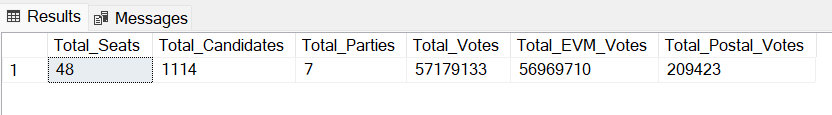 Results Messages
Total_Seats Total_Candidates Total_Parties Total_Votes Total_EVM_Votes Total_Postal_Votes
1 48 1114 7 57179133 56969710 209423